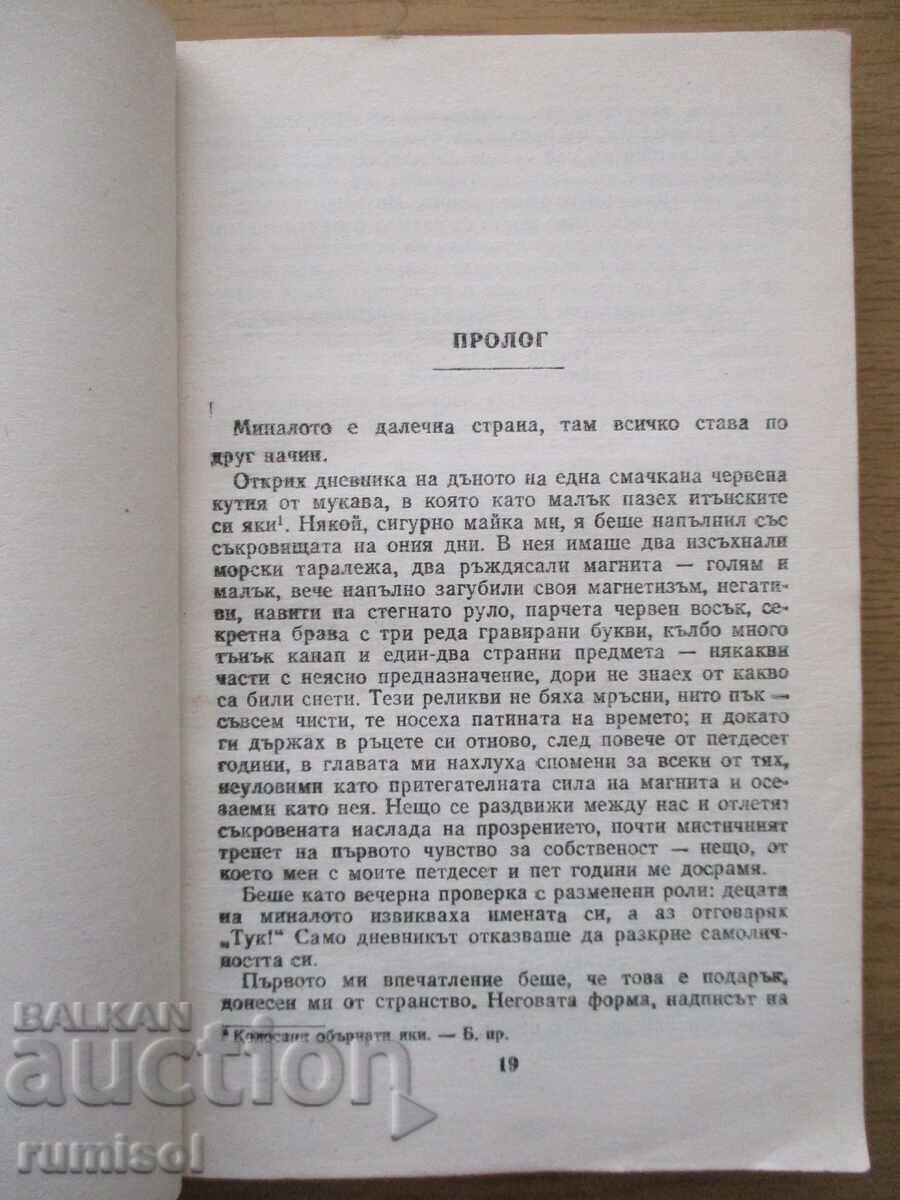 ПРОЛОГ
Миналото е далечна страна, там всичко става по
друг начин.
Открих дневника на дъното на една смачкана червена
кутия от мукава, в която като малък пазех итънските
си яки¹. Някой, сигурно майка ми, я беше напълнил със
съкровищата на ония дни. В нея имаше два изсъхнали
морски таралежа, два ръждясали магнита — голям и
малък, вече напълно загубили своя магнетизъм, негати-
ви, навити на стегнато руло, парчета червен восък, се-
кретна брава с три реда гравирани букви, кълбо много
тънък канап и един-два странни предмета — някакви
части с неясно предназначение, дори не знаех от какво
са били снети. Тези реликви не бяха мръсни, нито пък —
съвсем чисти, те носеха патината на времето; и докато
ги държах в ръцете си отново, след повече от петдесет
години, в главата ми нахлуха спомени за всеки от тях,
неуловими като притегателната сила на магнита и осе-
заеми като нея. Нещо се раздвижи между нас и отлетя:
съкровената наслада на прозрението, почти мистичният
трепет на първото чувство за собственост — нещо, от
което мен с моите петдесет и пет години ме досрамя.
Беше като вечерна проверка с разменени роли: децата
на миналото извикваха имената си, а аз отговарях
„Тук!“ Само дневникът отказваше да разкрие самолич-
ността си.
Първото ми впечатление беше, че това е подарък,
донесен ми от странство. Неговата форма, надписът на
¹ Колосани обърнати яки. — Б. пр.
19
BALKAN
auction
rumisol